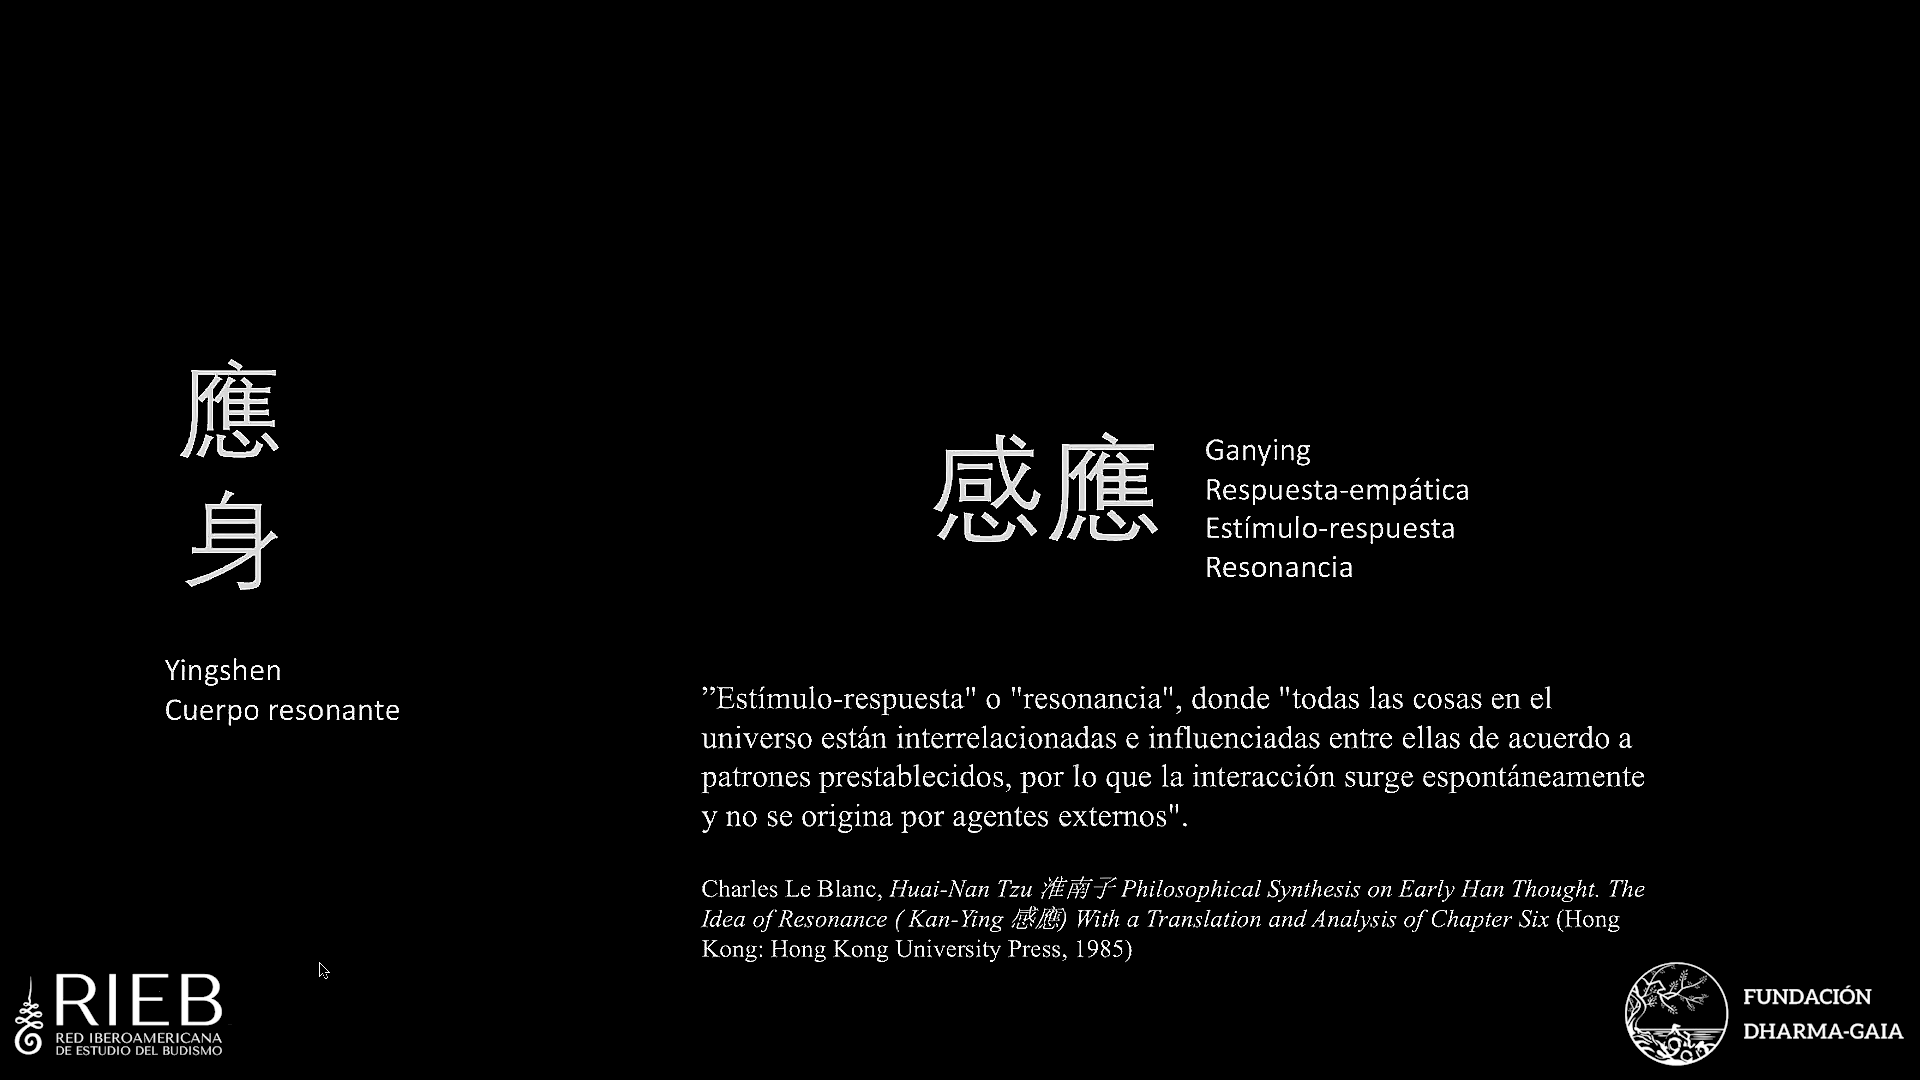 應
身
Yingshen
Cuerpo resonante
感應
Ganying
Respuesta-empática
Estímulo-respuesta
Resonancia
”Estímulo-respuesta" o "resonancia", donde "todas las cosas en el
universo están interrelacionadas e influenciadas entre ellas de acuerdo a
patrones prestablecidos, por lo que la interacción surge espontáneamente
y no se origina por agentes externos".
Charles Le Blanc, Huai-Nan Tzu 淮南子 Philosophical Synthesis on Early Han Thought. The
Idea of Resonance ( Kan-Ying 感應) With a Translation and Analysis of Chapter Six (Hong
Kong: Hong Kong University Press, 1985)
RIEB
RED IBEROAMERICANA
DE ESTUDIO DEL BUDISMO
FUNDACIÓN
DHARMA-GAIA